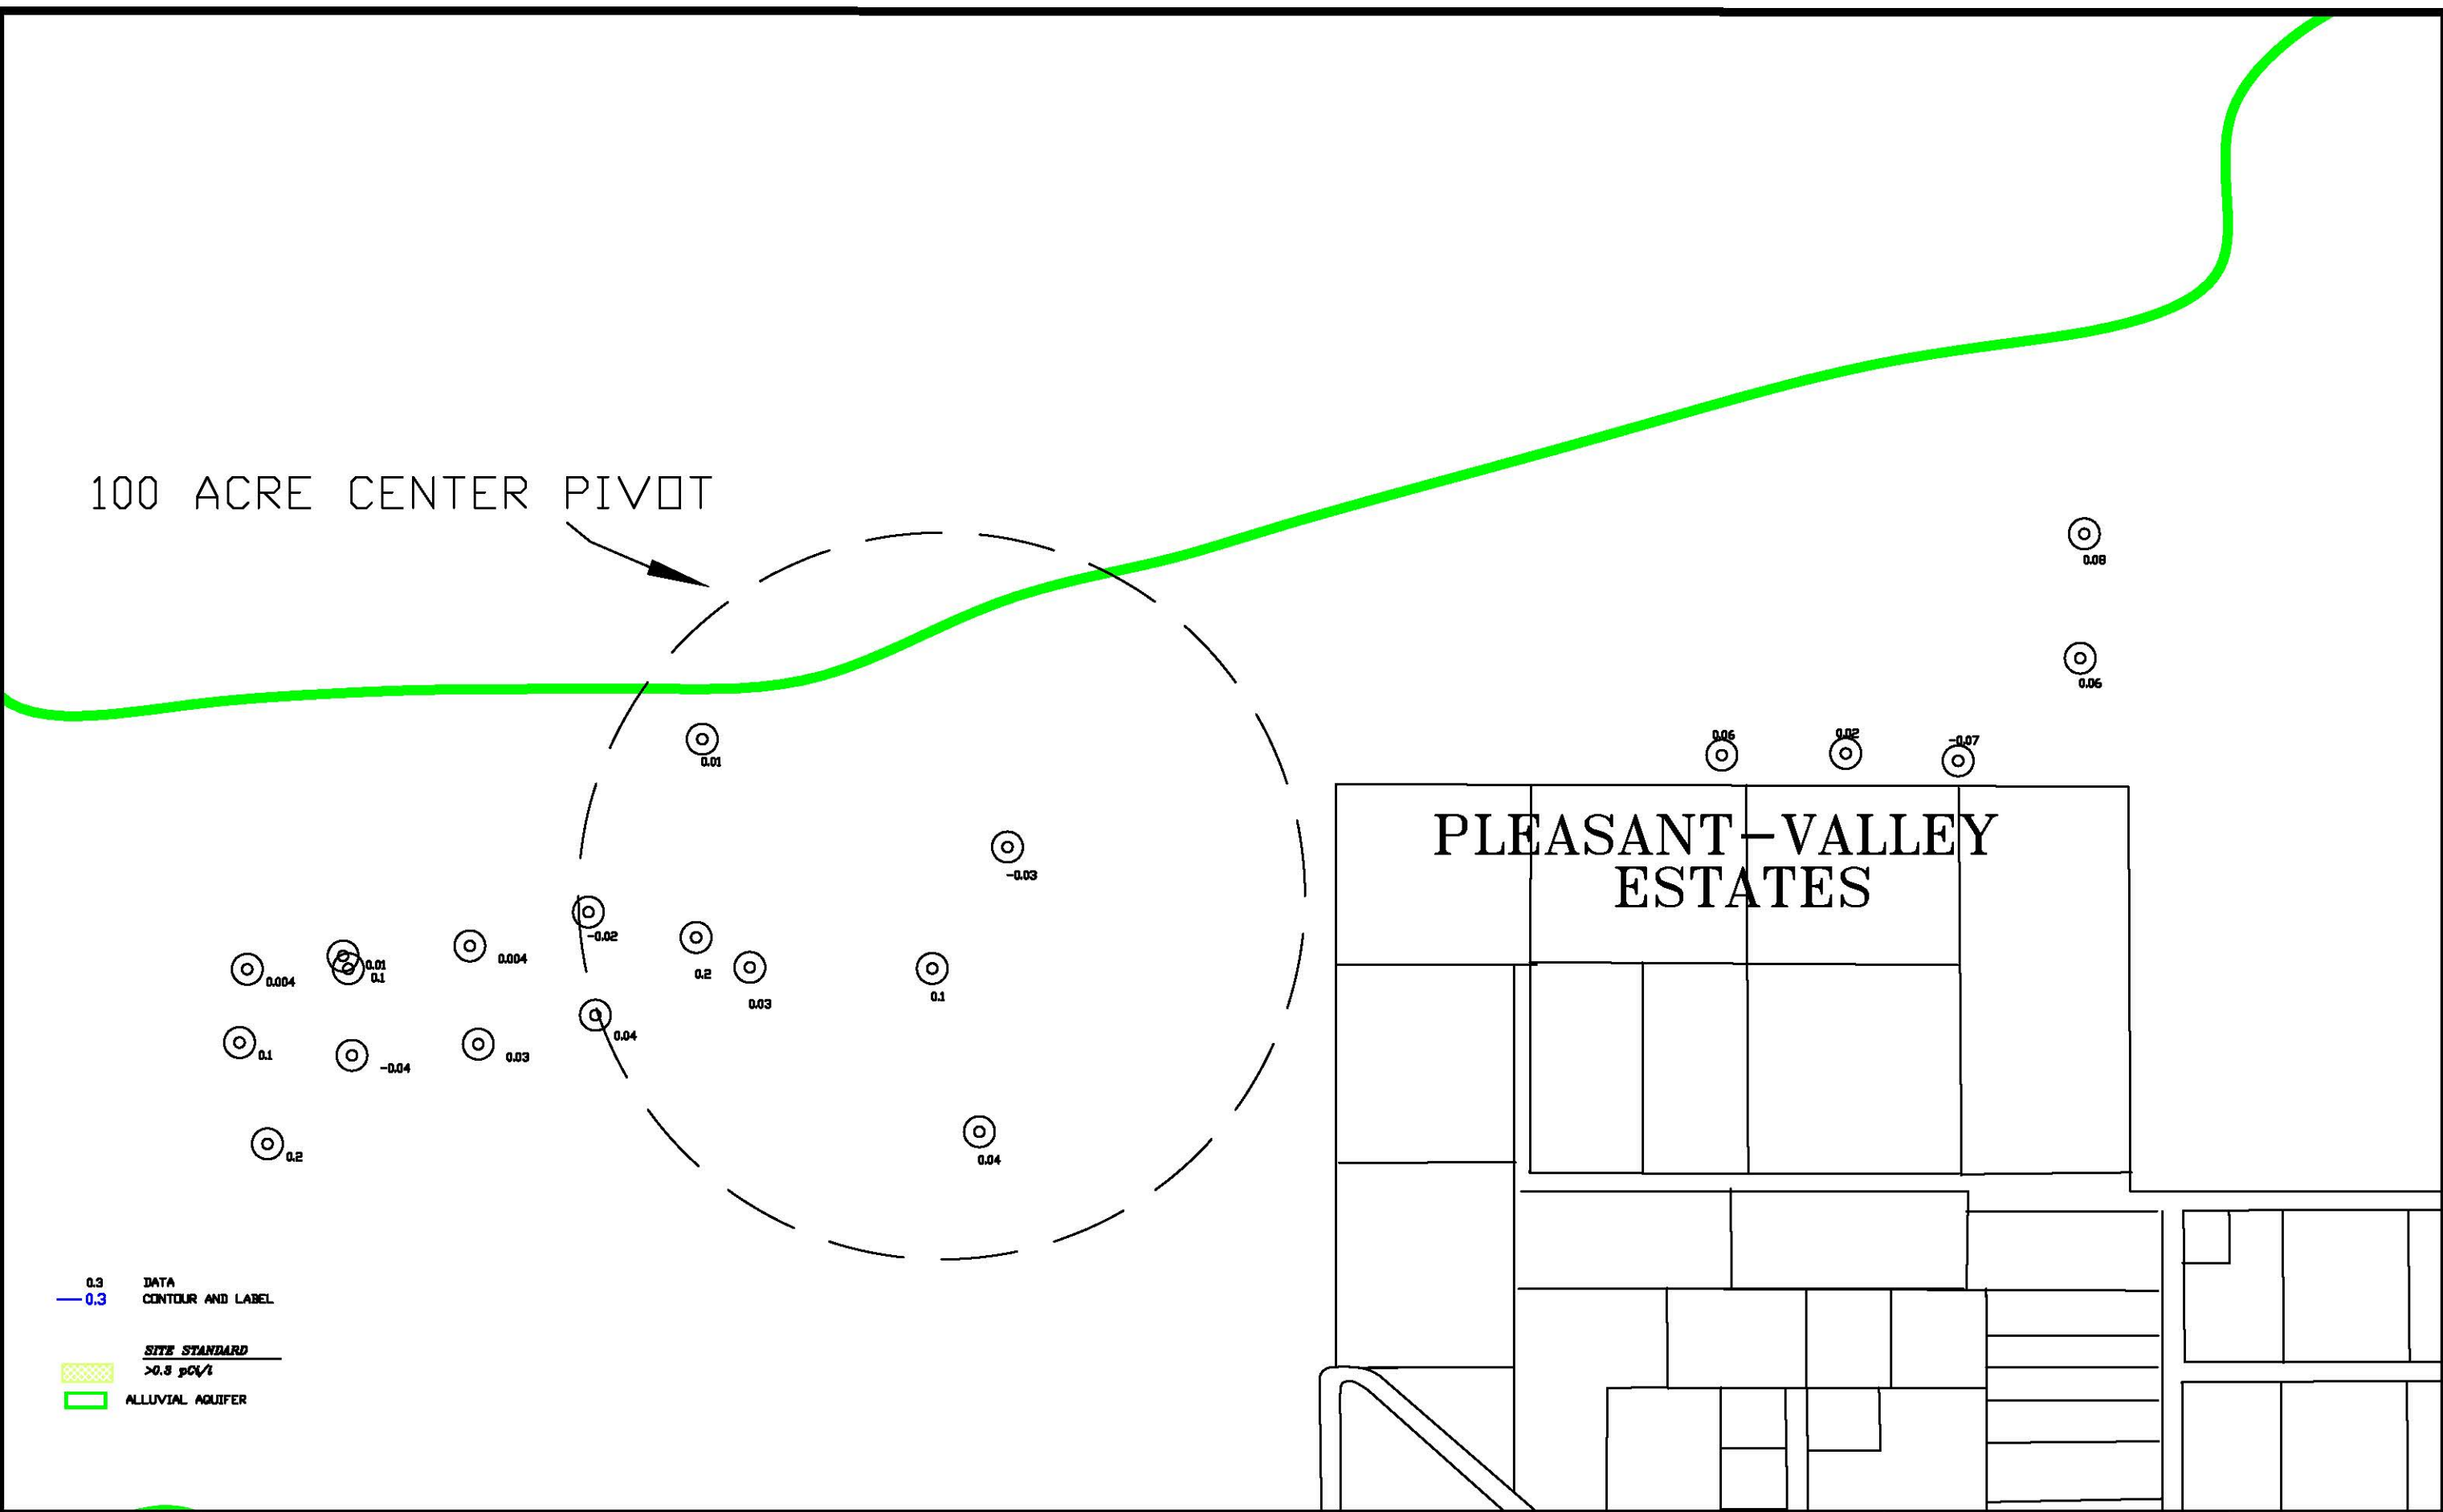 100 ACRE CENTER PIVOT
0.08
0.06
0.06
0.02
-0.07
0.01
PLEASANT-VALLEY
ESTATES
-0.03
-0.02
0.004
0.01
0.004
0.1
0.2
0.03
0.1
0.04
0.1
-0.04
0.03
0.2
0.04
0.3 DATA
0.3 CONTOUR AND LABEL
SITE STANDARD
>0.3 pCi/l
ALLUVIAL AQUIFER